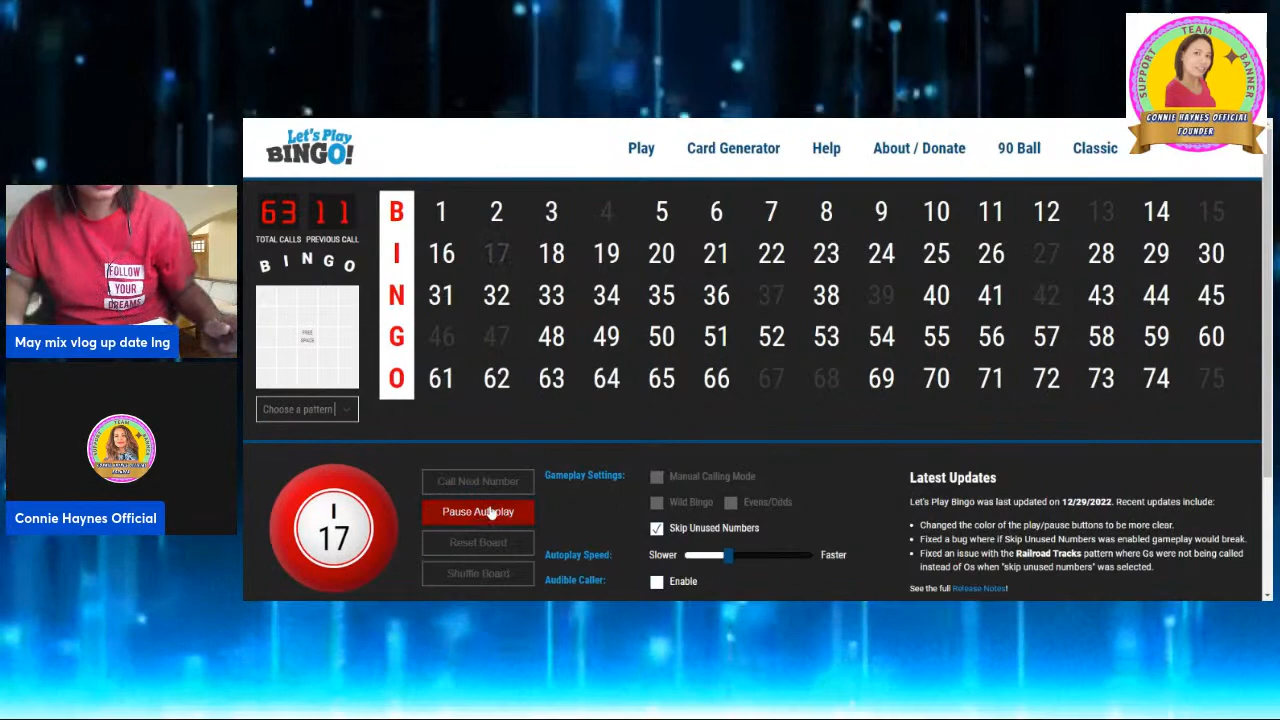 SUPPORT TEAM BANNER
CONNIE HAYNES OFFICIAL
FOUNDER
Let's Play
BINGO!
Play Card Generator Help About / Donate 90 Ball Classic
63 11
TOTAL CALLS PREVIOUS CALL
B I N G O
FREE
SPACE
Choose a pattern
B 1 2 3 4 5 6 7 8 9 10 11 12 13 14 15
I 16 17 18 19 20 21 22 23 24 25 26 27 28 29 30
N 31 32 33 34 35 36 37 38 39 40 41 42 43 44 45
G 46 47 48 49 50 51 52 53 54 55 56 57 58 59 60
O 61 62 63 64 65 66 67 68 69 70 71 72 73 74 75
FOLLOW
YOUR
DREAMS
May mix vlog up date lng
Connie Haynes Official
I
17
Call Next Number
Pause Autoplay
Reset Board
Shuffle Board
Gameplay Settings:
Manual Calling Mode
Wild Bingo Evens/Odds
Skip Unused Numbers
Autoplay Speed: Slower Faster
Audible Caller: Enable
Latest Updates
Let's Play Bingo was last updated on 12/29/2022. Recent updates include:
Changed the color of the play/pause buttons to be more clear.
Fixed a bug where if Skip Unused Numbers was enabled gameplay would break.
Fixed an issue with the Railroad Tracks pattern where Gs were not being called
instead of Os when "skip unused numbers" was selected.
See the full Release Notes!